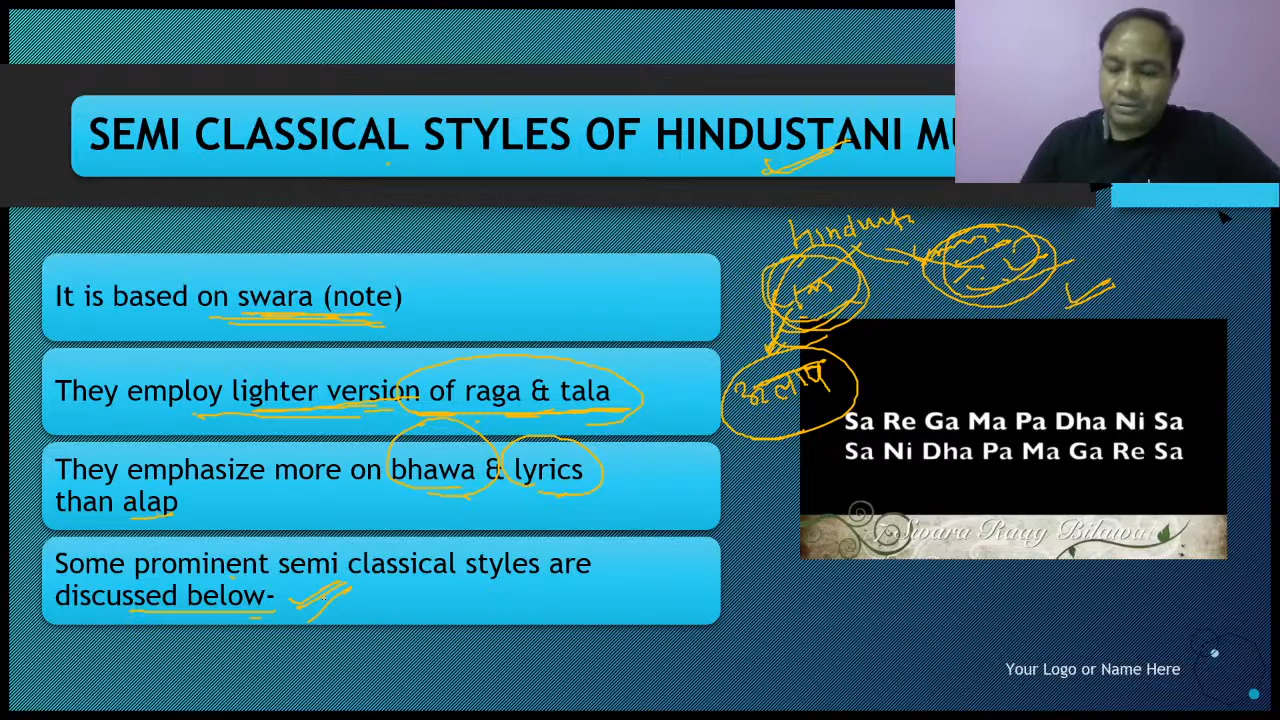 SEMI CLASSICAL STYLES OF HINDUSTANI
It is based on swara (note)
They employ lighter version of raga & tala
They emphasize more on bhawa & lyrics
than alap
Some prominent semi classical styles are
discussed below-
अलाप
Sa Re Ga Ma Pa Dha Ni Sa
Sa Ni Dha Pa Ma Ga Re Sa
Swara Raag Bilawal
Your Logo or Name Here